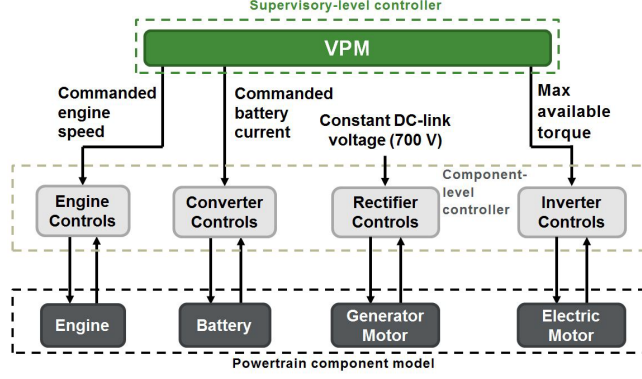 Supervisory-level controller
VPM
Commanded
engine
speed
Commanded
battery
current
Constant DC-link
voltage (700 V)
Max
available
torque
Component-
level
controller
Engine
Controls
Converter
Controls
Rectifier
Controls
Inverter
Controls
Engine
Battery
Generator
Motor
Electric
Motor
Powertrain component model